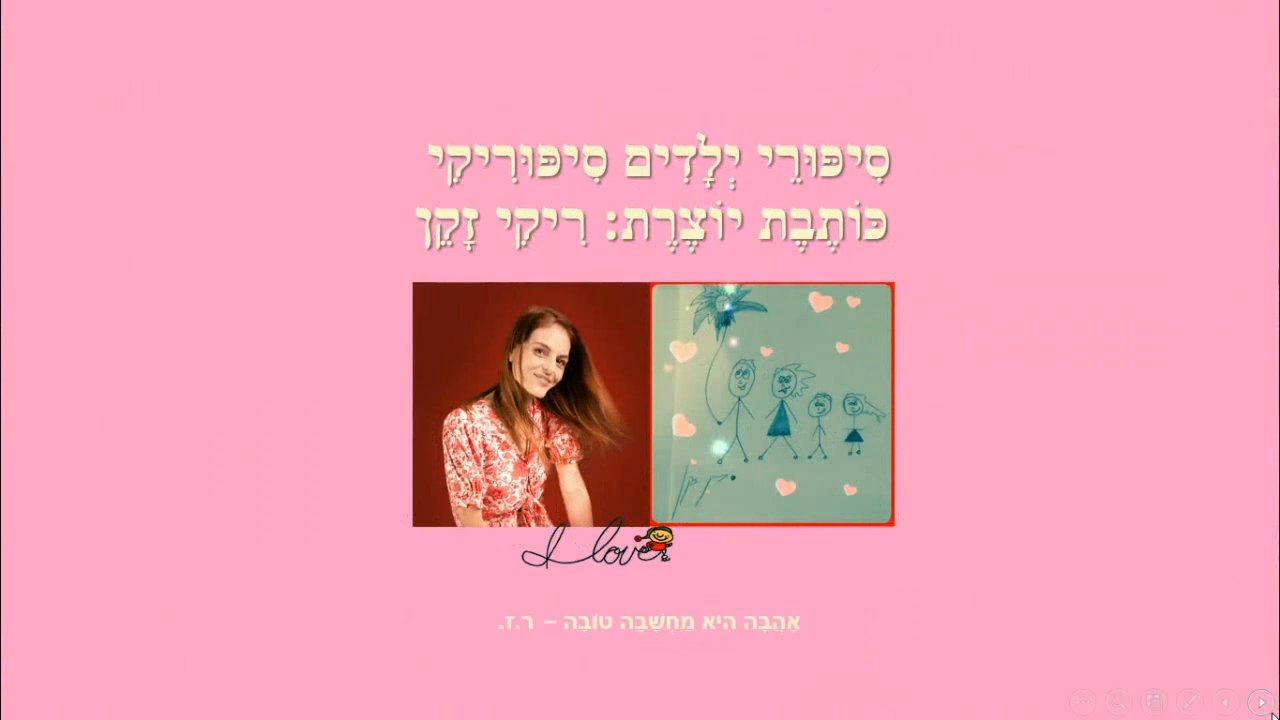 סִיפּוּרֵי יְלָדִים סִיפּוּרִיקִי
כּוֹתֶבֶת יוֹצֶרֶת: רִיקִי זָקֵן
I love
אַהֲבָה הִיא מַחְשָׁבָה טוֹבָה – ר.ז.